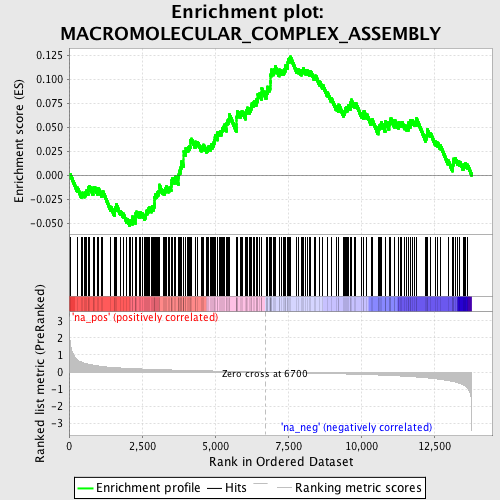 Enrichment plot:
MACROMOLECULAR_COMPLEX_ASSEMBLY
Enrichment score (ES)
0.125
0.100
0.075
0.050
0.025
0.000
-0.025
-0.050
Ranked list metric (PreRanked)
3
2
1
0
-1
-2
-3
'na_pos' (positively correlated)
Zero cross at 6700
'na_neg' (negatively correlated)
0
2,500
5,000
7,500
10,000
12,500
Rank in Ordered Dataset
Enrichment profile
Hits
Ranking metric scores